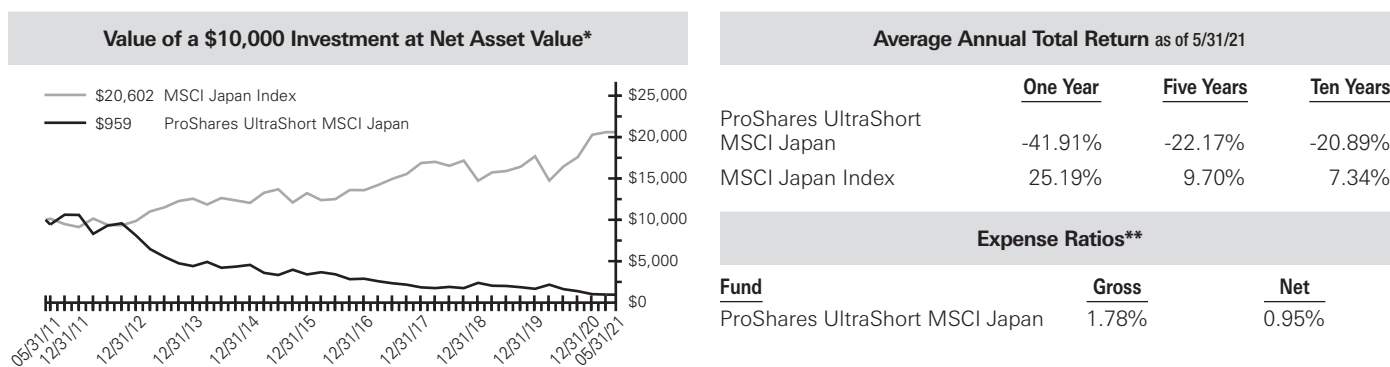 Value of a $10,000 Investment at Net Asset Value*
$20,602 MSCI Japan Index
$959 ProShares UltraShort MSCI Japan
$25,000
$20,000
$15,000
$10,000
$5,000
$0
05/31/11
12/31/11
12/31/12
12/31/13
12/31/14
12/31/15
12/31/16
12/31/17
12/31/18
12/31/19
12/31/20
05/31/21
Average Annual Total Return as of 5/31/21
One Year Five Years Ten Years
ProShares UltraShort
MSCI Japan -41.91% -22.17% -20.89%
MSCI Japan Index 25.19% 9.70% 7.34%
Expense Ratios**
Fund Gross Net
ProShares UltraShort MSCI Japan 1.78% 0.95%